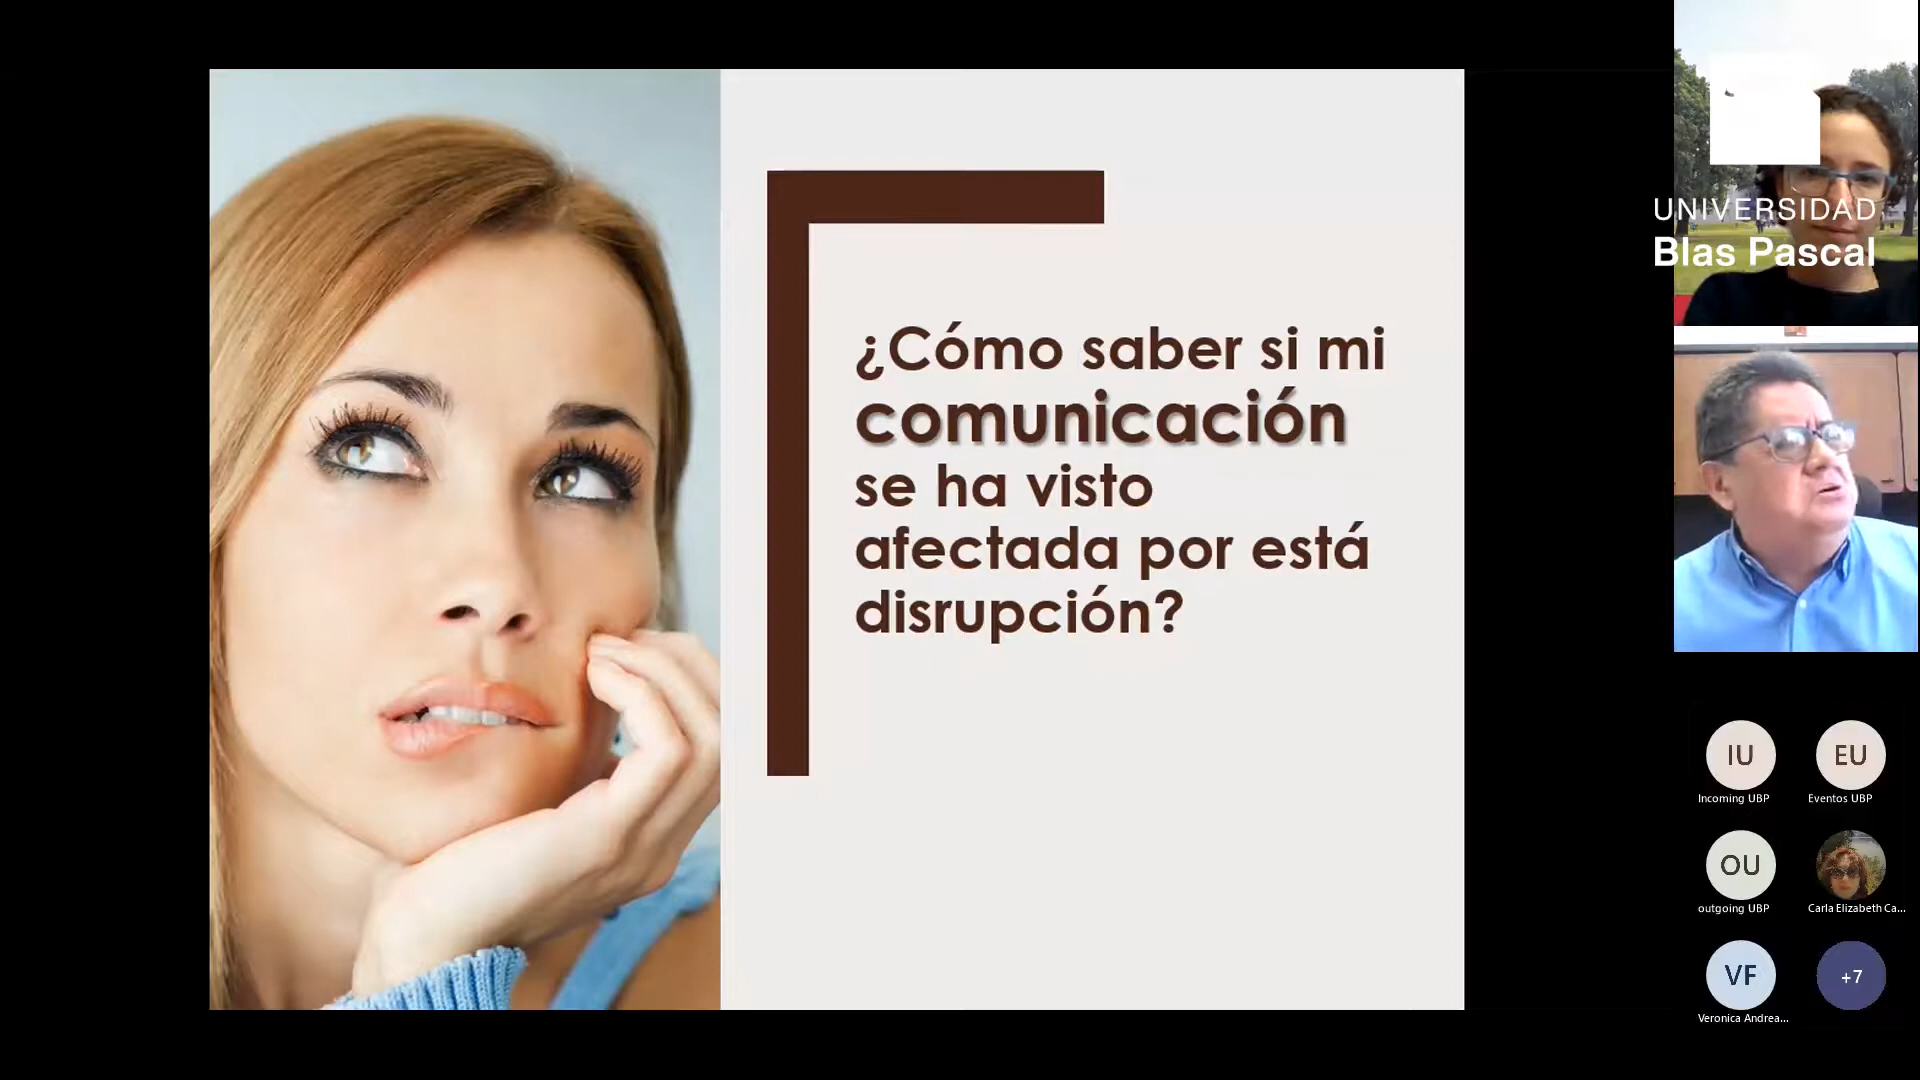 ¿Cómo saber si mi
comunicación
se ha visto
afectada por está
disrupción?
UNIVERSIDAD
Blas Pascal
IU
EU
Incoming UBP
Eventos UBP
OU
outgoing UBP
Carla Elizabeth Ca...
VF
+7
Veronica Andrea...